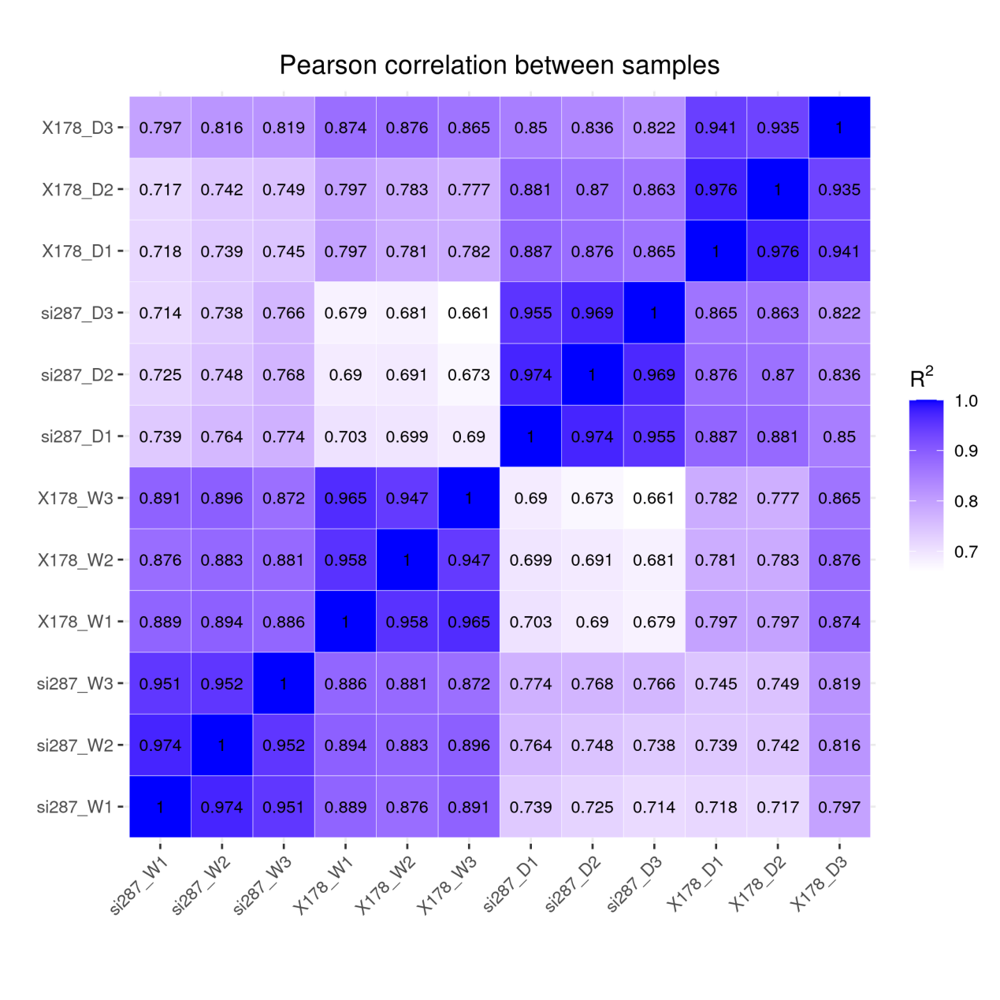 Pearson correlation between samples
X178_D3 0.797 0.816 0.819 0.874 0.876 0.865 0.85 0.836 0.822 0.941 0.935 1
X178_D2 0.717 0.742 0.749 0.797 0.783 0.777 0.881 0.87 0.863 0.976 1 0.935
X178_D1 0.718 0.739 0.745 0.797 0.781 0.782 0.887 0.876 0.865 1 0.976 0.941
si287_D3 0.714 0.738 0.766 0.679 0.681 0.661 0.955 0.969 1 0.865 0.863 0.822
si287_D2 0.725 0.748 0.768 0.69 0.691 0.673 0.974 1 0.969 0.876 0.87 0.836
si287_D1 0.739 0.764 0.774 0.703 0.699 0.69 1 0.974 0.955 0.887 0.881 0.85
X178_W3 0.891 0.896 0.872 0.965 0.947 1 0.69 0.673 0.661 0.782 0.777 0.865
X178_W2 0.876 0.883 0.881 0.958 1 0.947 0.699 0.691 0.681 0.781 0.783 0.876
X178_W1 0.889 0.894 0.886 1 0.958 0.965 0.703 0.69 0.679 0.797 0.797 0.874
si287_W3 0.951 0.952 1 0.886 0.881 0.872 0.774 0.768 0.766 0.745 0.749 0.819
si287_W2 0.974 1 0.952 0.894 0.883 0.896 0.764 0.748 0.738 0.739 0.742 0.816
si287_W1 1 0.974 0.951 0.889 0.876 0.891 0.739 0.725 0.714 0.718 0.717 0.797
si287_W1 si287_W2 si287_W3 X178_W1 X178_W2 X178_W3 si287_D1 si287_D2 si287_D3 X178_D1 X178_D2 X178_D3
R²
1.0
0.9
0.8
0.7